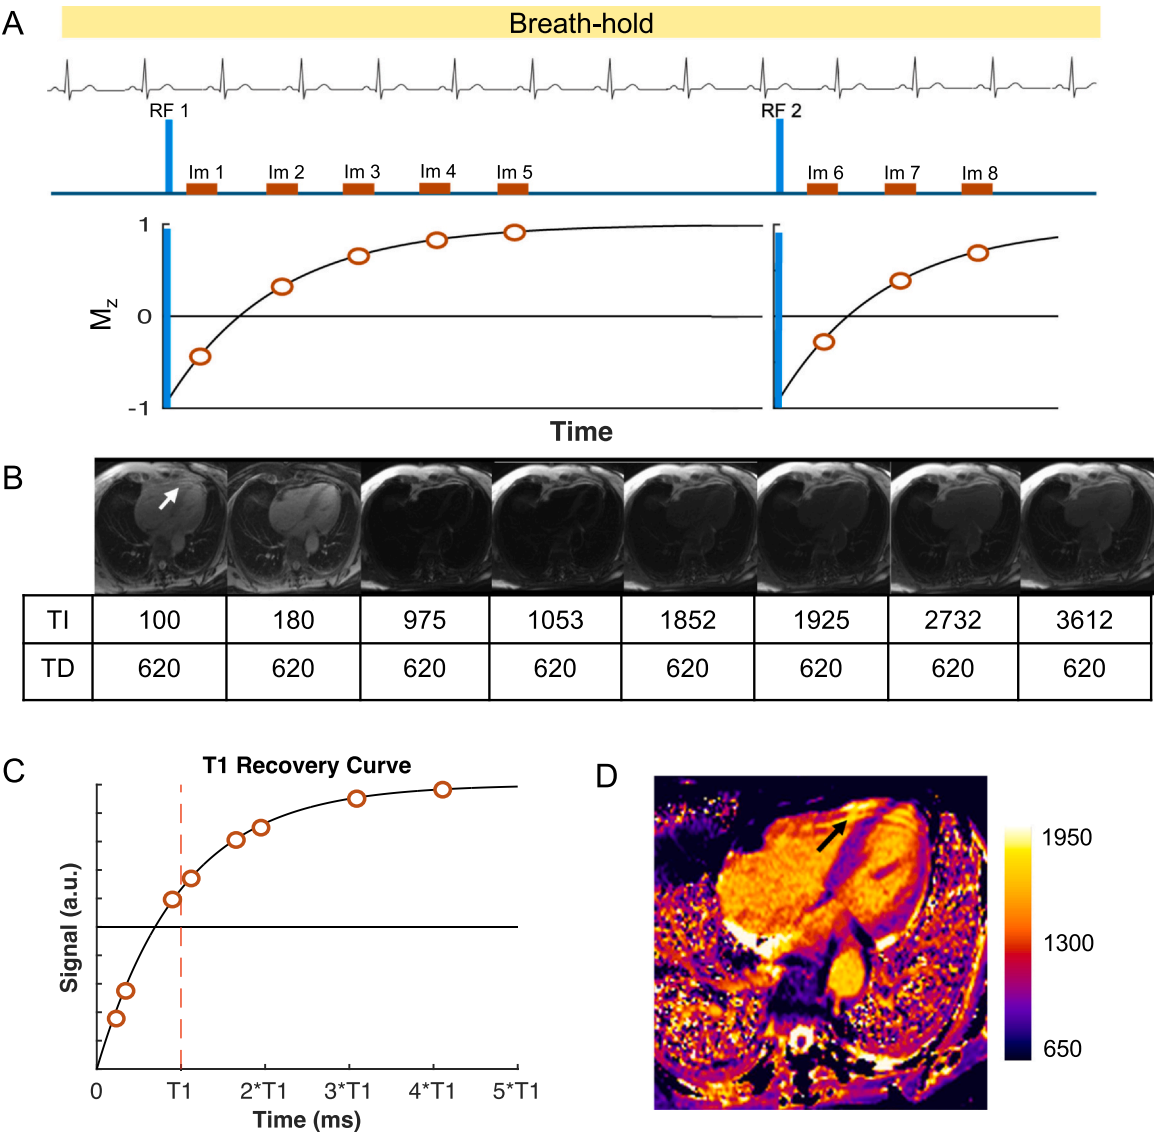 A
Breath-hold
RF 1
RF 2
Im 1 Im 2 Im 3 Im 4 Im 5 Im 6 Im 7 Im 8
1
0
-1
Mz
Time
B
TI 100 180 975 1053 1852 1925 2732 3612
TD 620 620 620 620 620 620 620 620
C
T1 Recovery Curve
Signal (a.u.)
0 T1 2*T1 3*T1 4*T1 5*T1
Time (ms)
D
1950
1300
650